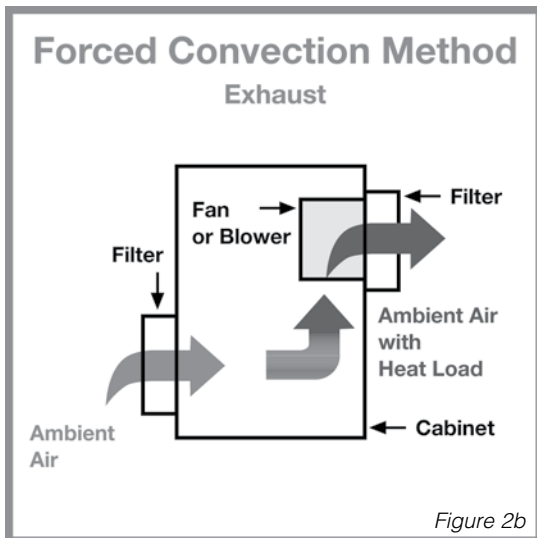 Forced Convection Method
Exhaust
Fan
or Blower
Filter
Filter
Ambient Air
with
Heat Load
Ambient
Air
Cabinet
Figure 2b